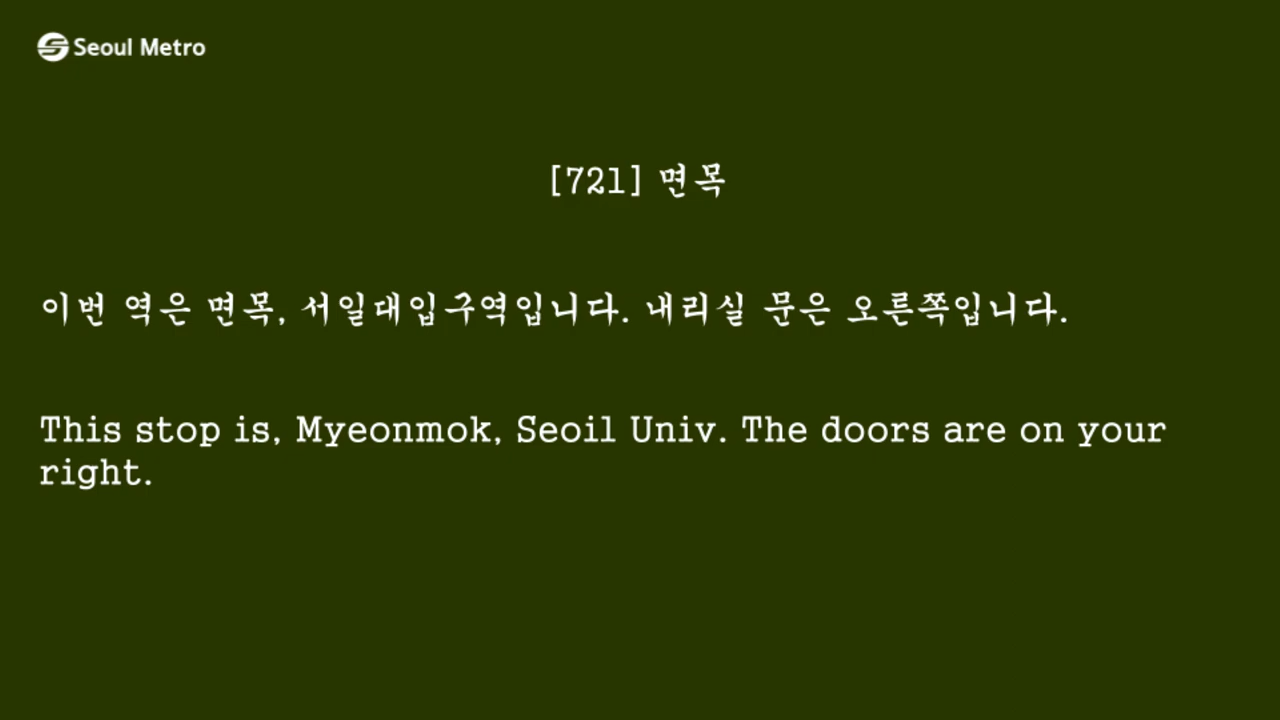 Seoul Metro
[721] 면목
이번 역은 면목, 서일대입구역입니다. 내리실 문은 오른쪽입니다.
This stop is, Myeonmok, Seoil Univ. The doors are on your
right.